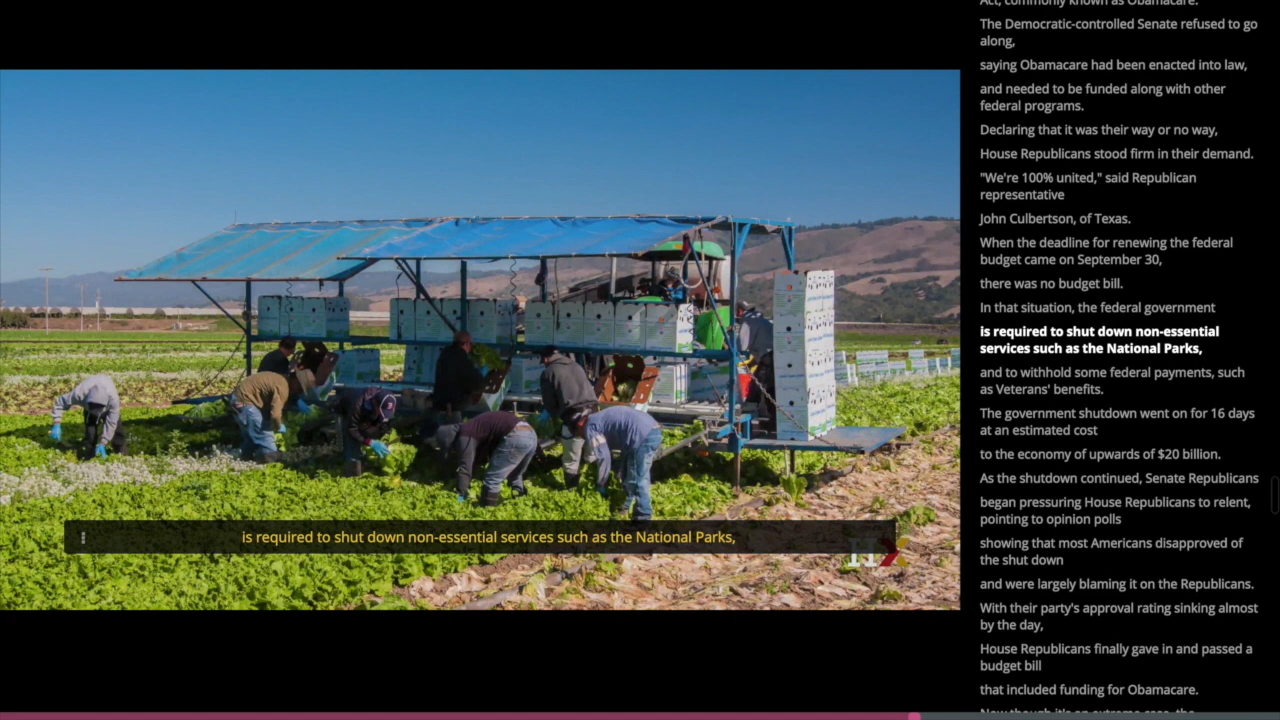 is required to shut down non-essential services such as the National Parks,
Act, commonly known as Obamacare.
The Democratic-controlled Senate refused to go
along,
saying Obamacare had been enacted into law,
and needed to be funded along with other
federal programs.
Declaring that it was their way or no way,
House Republicans stood firm in their demand.
"We're 100% united," said Republican
representative
John Culbertson, of Texas.
When the deadline for renewing the federal
budget came on September 30,
there was no budget bill.
In that situation, the federal government
is required to shut down non-essential
services such as the National Parks,
and to withhold some federal payments, such
as Veterans' benefits.
The government shutdown went on for 16 days
at an estimated cost
to the economy of upwards of $20 billion.
As the shutdown continued, Senate Republicans
began pressuring House Republicans to relent,
pointing to opinion polls
showing that most Americans disapproved of
the shut down
and were largely blaming it on the Republicans.
With their party's approval rating sinking almost
by the day,
House Republicans finally gave in and passed a
budget bill
that included funding for Obamacare.